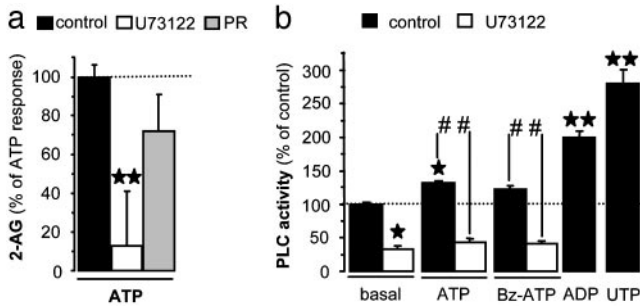 a
control U73122 PR
2-AG (% of ATP response)
100
80
60
40
20
0
★★
ATP
b
control U73122
PLC activity (% of control)
300
250
200
150
100
50
0
★
★
##
##
★★
★★
basal ATP Bz-ATP ADP UTP